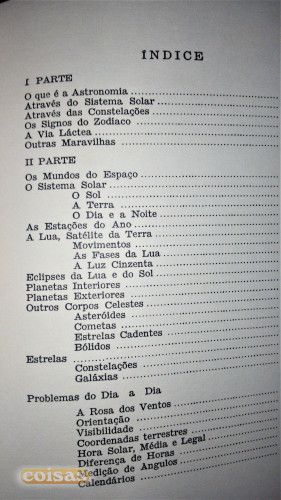 ÍNDICE
I PARTE
O que é a Astronomia
Através do Sistema Solar
Através das Constelações
Os Signos do Zodíaco
A Via Láctea
Outras Maravilhas
II PARTE
Os Mundos do Espaço
O Sistema Solar
O Sol
A Terra
O Dia e a Noite
As Estações do Ano
A Lua, Satélite da Terra
Movimentos
As Fases da Lua
A Luz Cinzenta
Eclipses da Lua e do Sol
Planetas Interiores
Planetas Exteriores
Outros Corpos Celestes
Asteróides
Cometas
Estrelas Cadentes
Bólidos
Estrelas
Constelações
Galáxias
Problemas do Dia a Dia
A Rosa dos Ventos
Orientação
Visibilidade
Coordenadas terrestres
Hora Solar, Média e Legal
Diferença de Horas
Medição de Angulos
Calendários
coisas